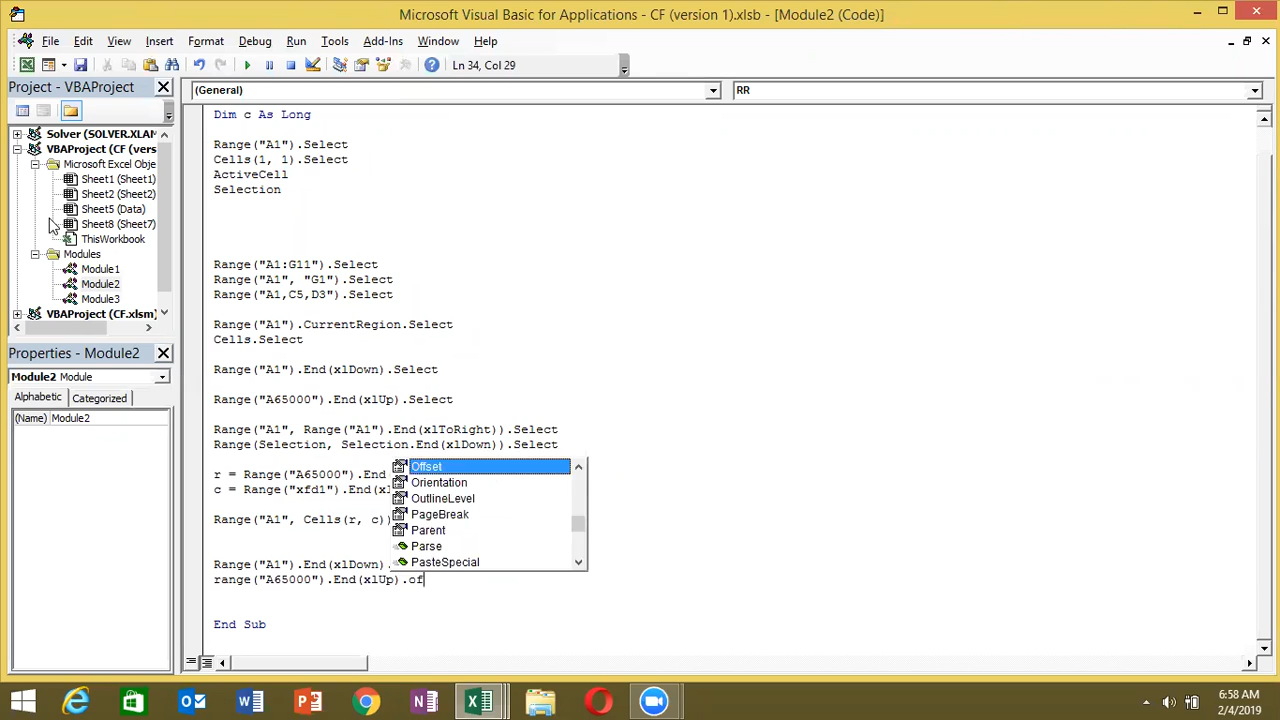 Microsoft Visual Basic for Applications - CF (version 1).xlsb - [Module2 (Code)]
File Edit View Insert Format Debug Run Tools Add-Ins Window Help
Ln 34, Col 29
Project - VBAProject
(General)
RR
Solver (SOLVER.XLAM
VBAProject (CF (vers
Microsoft Excel Obje
Sheet1 (Sheet1)
Sheet2 (Sheet2)
Sheet5 (Data)
Sheet8 (Sheet7)
ThisWorkbook
Modules
Module1
Module2
Module3
VBAProject (CF.xlsm)
Properties - Module2
Module2 Module
Alphabetic Categorized
(Name) Module2
Dim c As Long
Range("A1").Select
Cells(1, 1).Select
ActiveCell
Selection
Range("A1:G11").Select
Range("A1", "G1").Select
Range("A1,C5,D3").Select
Range("A1").CurrentRegion.Select
Cells.Select
Range("A1").End(xlDown).Select
Range("A65000").End(xlUp).Select
Range("A1", Range("A1").End(xlToRight)).Select
Range(Selection, Selection.End(xlDown)).Select
r = Range("A65000").End
c = Range("xfd1").End(xl
Range("A1", Cells(r, c))
Range("A1").End(xlDown).
range("A65000").End(xlUp).of
Offset
Orientation
OutlineLevel
PageBreak
Parent
Parse
PasteSpecial
End Sub
6:58 AM
2/4/2019